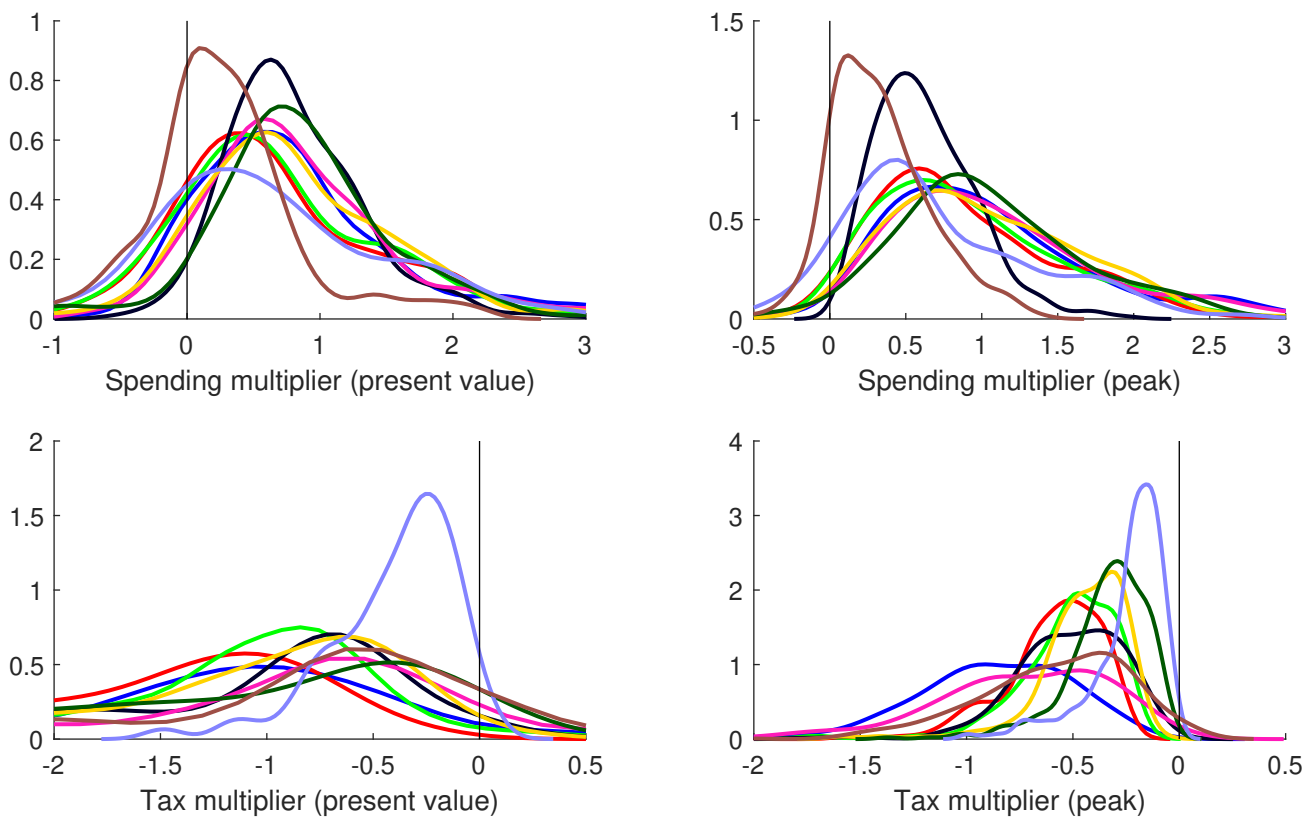 1
0.8
0.6
0.4
0.2
0
-1 0 1 2 3
Spending multiplier (present value)
1.5
1
0.5
0
-0.5 0 0.5 1 1.5 2 2.5 3
Spending multiplier (peak)
2
1.5
1
0.5
0
-2 -1.5 -1 -0.5 0 0.5
Tax multiplier (present value)
4
3
2
1
0
-2 -1.5 -1 -0.5 0 0.5
Tax multiplier (peak)